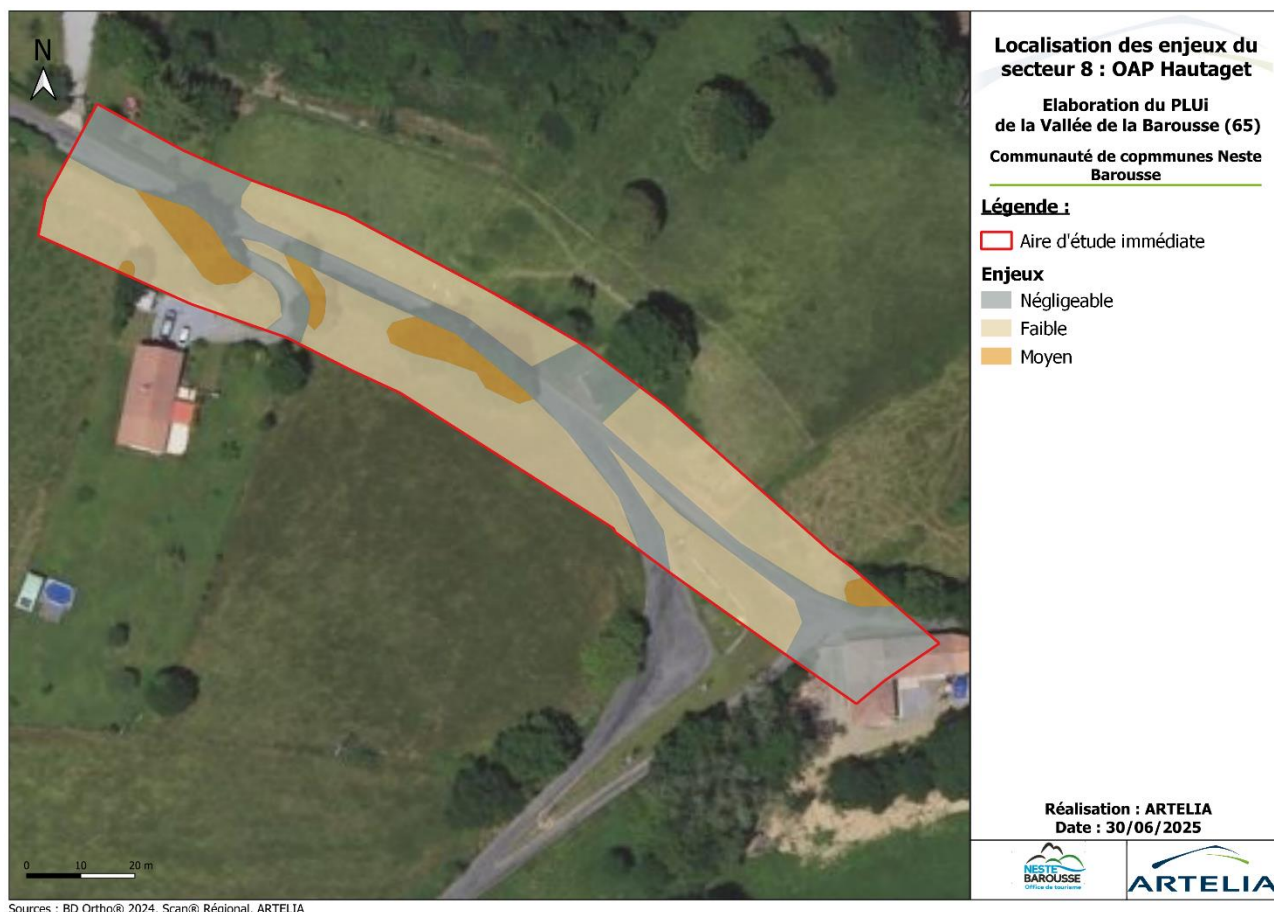 N
Localisation des enjeux du
secteur 8 : OAP Hautaget
Elaboration du PLUi
de la Vallée de la Barousse (65)
Communauté de copmmunes Neste
Barousse
Légende :
Aire d'étude immédiate
Enjeux
Négligeable
Faible
Moyen
0 10 20 m
Réalisation : ARTELIA
Date : 30/06/2025
NESTE
BAROUSSE
Office de tourisme
ARTELIA
Sources : BD Ortho® 2024, Scan® Régional, ARTELIA